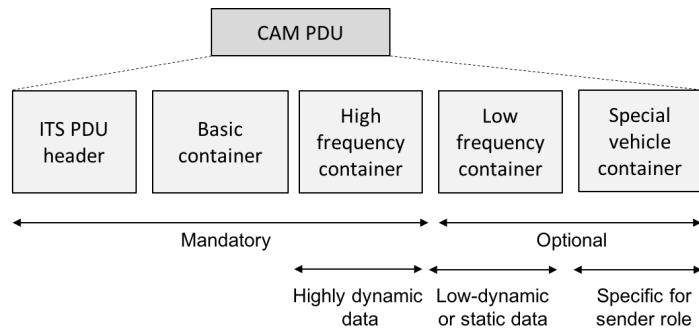 CAM PDU
ITS PDU
header
Basic
container
High
frequency
container
Low
frequency
container
Special
vehicle
container
Mandatory
Optional
Highly dynamic
data
Low-dynamic
or static data
Specific for
sender role